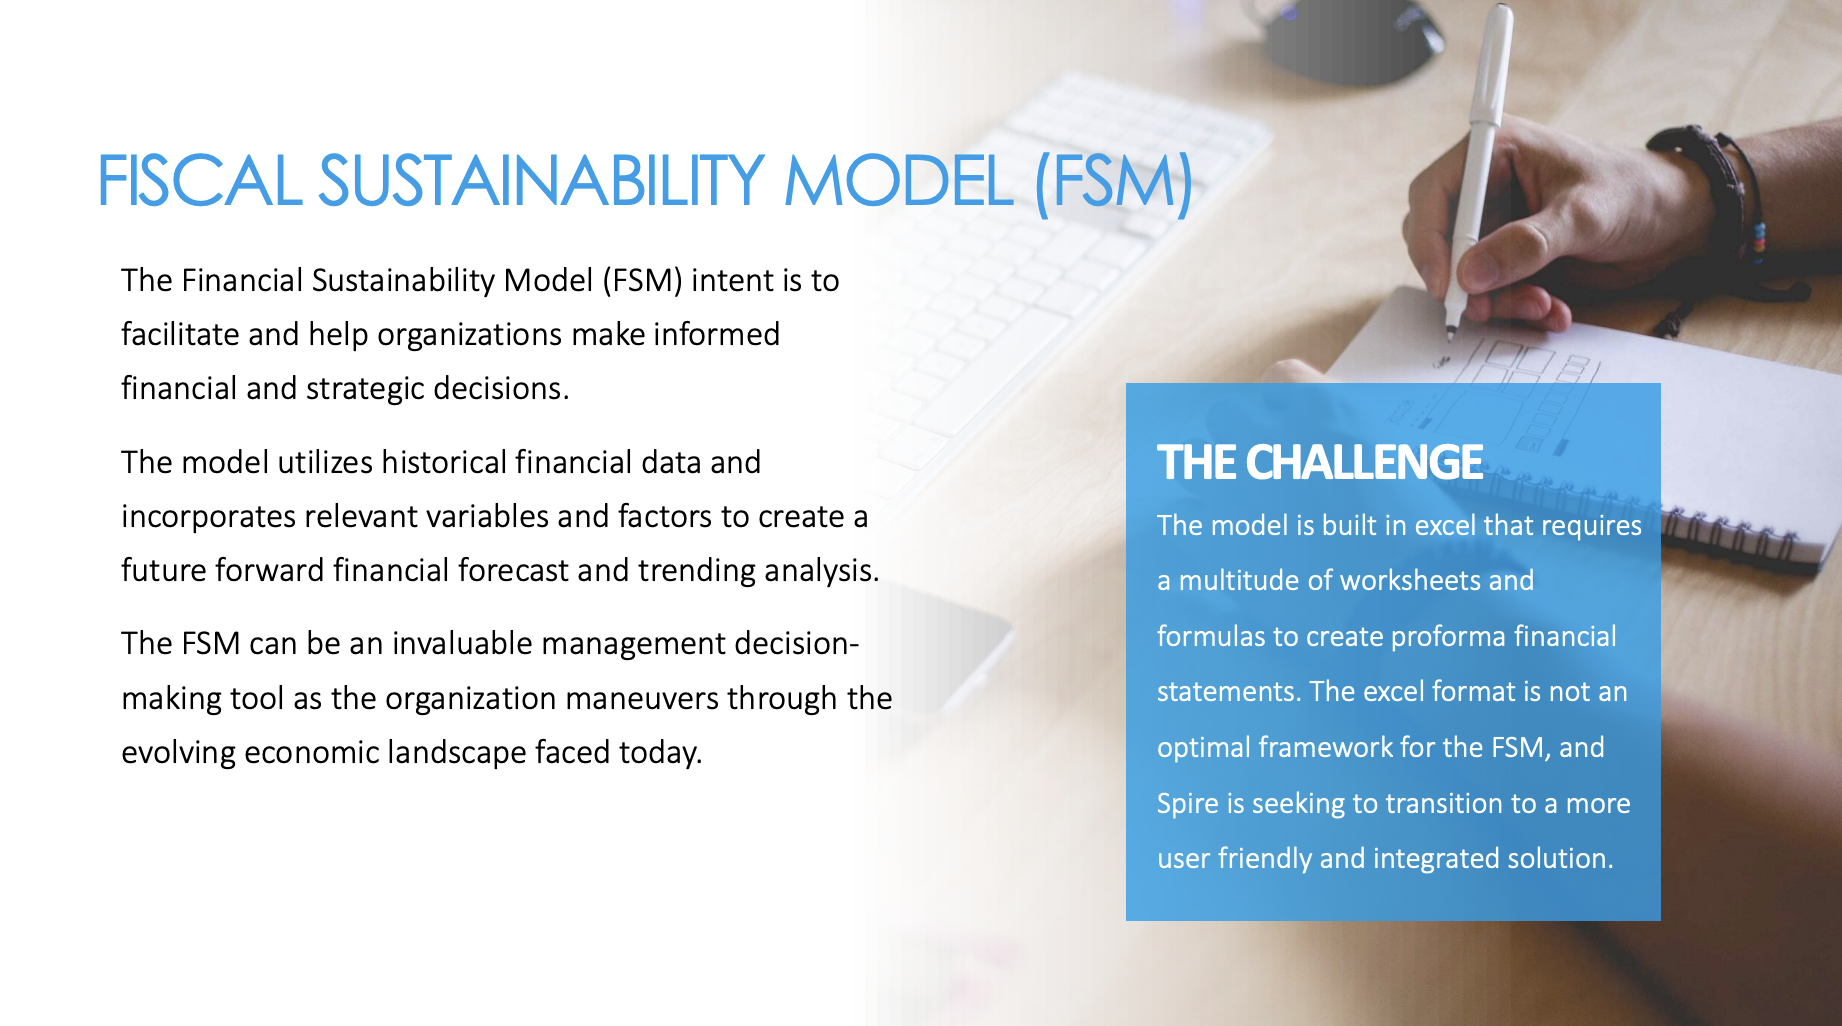 FISCAL SUSTAINABILITY MODEL (FSM)
The Financial Sustainability Model (FSM) intent is to
facilitate and help organizations make informed
financial and strategic decisions.
The model utilizes historical financial data and
incorporates relevant variables and factors to create a
future forward financial forecast and trending analysis.
The FSM can be an invaluable management decision-
making tool as the organization maneuvers through the
evolving economic landscape faced today.
THE CHALLENGE
The model is built in excel that requires
a multitude of worksheets and
formulas to create proforma financial
statements. The excel format is not an
optimal framework for the FSM, and
Spire is seeking to transition to a more
user friendly and integrated solution.